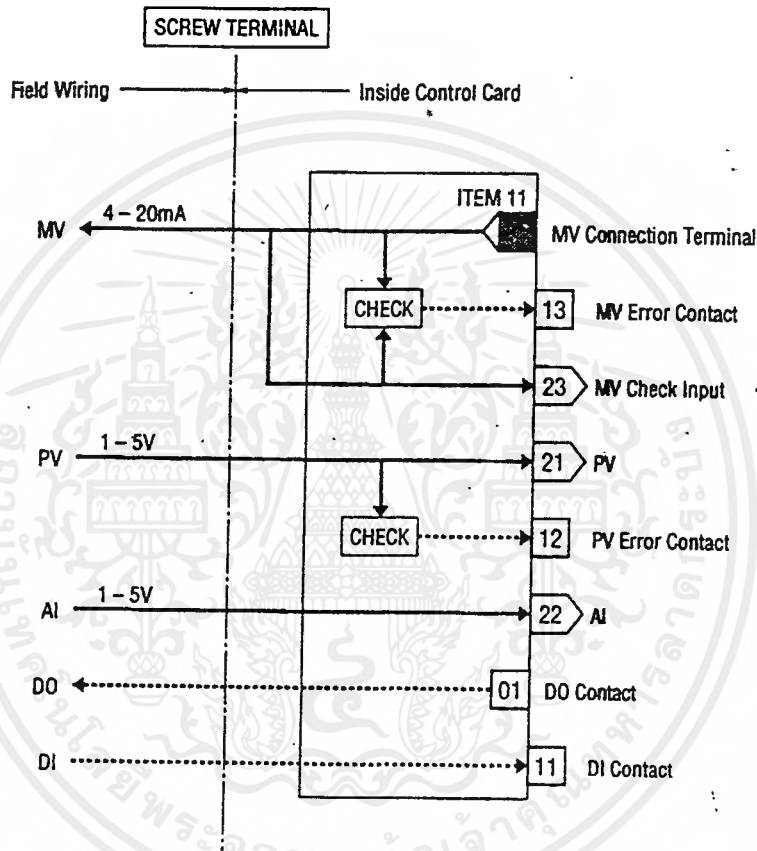 SCREW TERMINAL
Field Wiring
Inside Control Card
ITEM 11
MV
4 – 20mA
MV Connection Terminal
CHECK
13
MV Error Contact
23
MV Check Input
PV
1 – 5V
21
PV
CHECK
12
PV Error Contact
AI
1 – 5V
22
AI
DO
01
DO Contact
DI
11
DI Contact